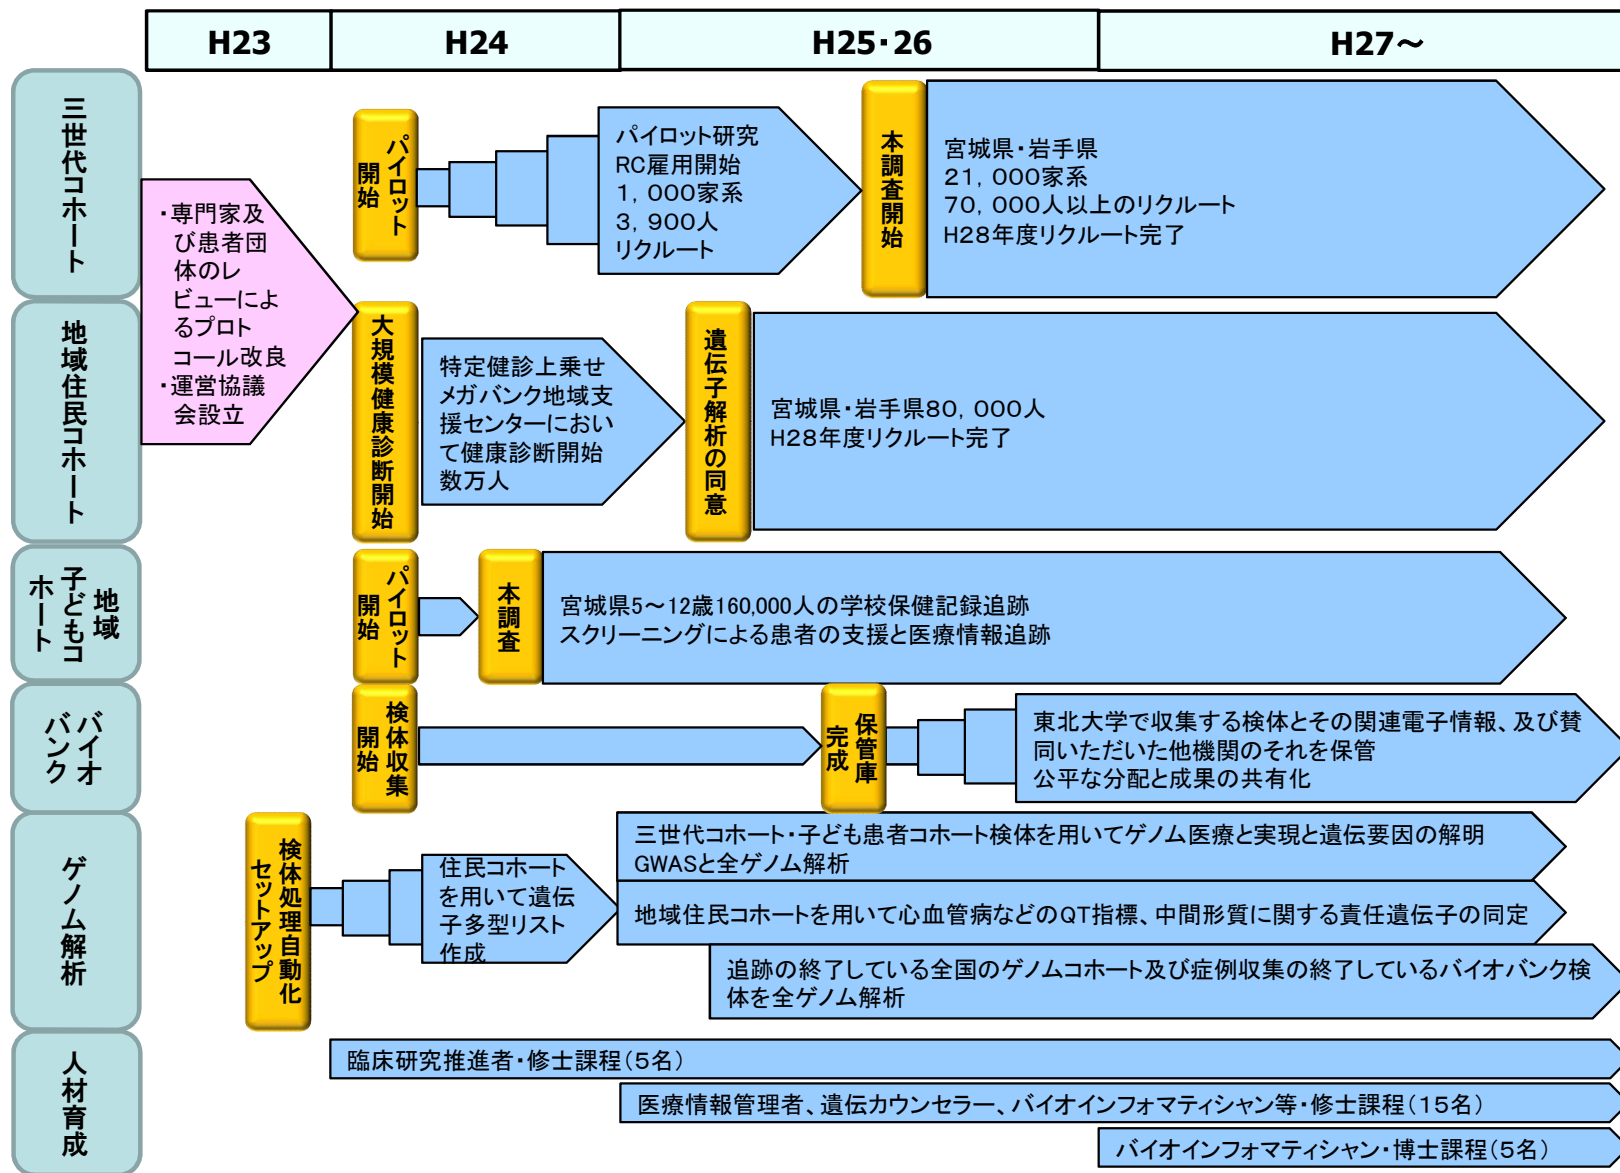 H23
H24
H25・26
H27～
三世代コホート
・専門家及
び患者団
体のレ
ビューによ
るプロト
コール改良
・運営協議
会設立
パイロット
開始
パイロット研究
RC雇用開始
1，000家系
3，900人
リクルート
本調査開始
宮城県・岩手県
21，000家系
70，000人以上のリクルート
H28年度リクルート完了
地域住民コホート
大規模健康診断開始
特定健診上乗せ
メガバンク地域支
援センターにおい
て健康診断開始
数万人
遺伝子解析の同意
宮城県・岩手県80，000人
H28年度リクルート完了
地域
子どもコ
ホート
パイロット
開始
本調査
宮城県5～12歳160,000人の学校保健記録追跡
スクリーニングによる患者の支援と医療情報追跡
バイオ
バンク
検体収集
開始
保管庫
完成
東北大学で収集する検体とその関連電子情報、及び賛
同いただいた他機関のそれを保管
公平な分配と成果の共有化
ゲノム解析
検体処理自動化
セットアップ
住民コホート
を用いて遺伝
子多型リスト
作成
三世代コホート・子ども患者コホート検体を用いてゲノム医療と実現と遺伝要因の解明
GWASと全ゲノム解析
地域住民コホートを用いて心血管病などのQT指標、中間形質に関する責任遺伝子の同定
追跡の終了している全国のゲノムコホート及び症例収集の終了しているバイオバンク検
体を全ゲノム解析
人材育成
臨床研究推進者・修士課程（5名）
医療情報管理者、遺伝カウンセラー、バイオインフォマティシャン等・修士課程（15名）
バイオインフォマティシャン・博士課程（5名）